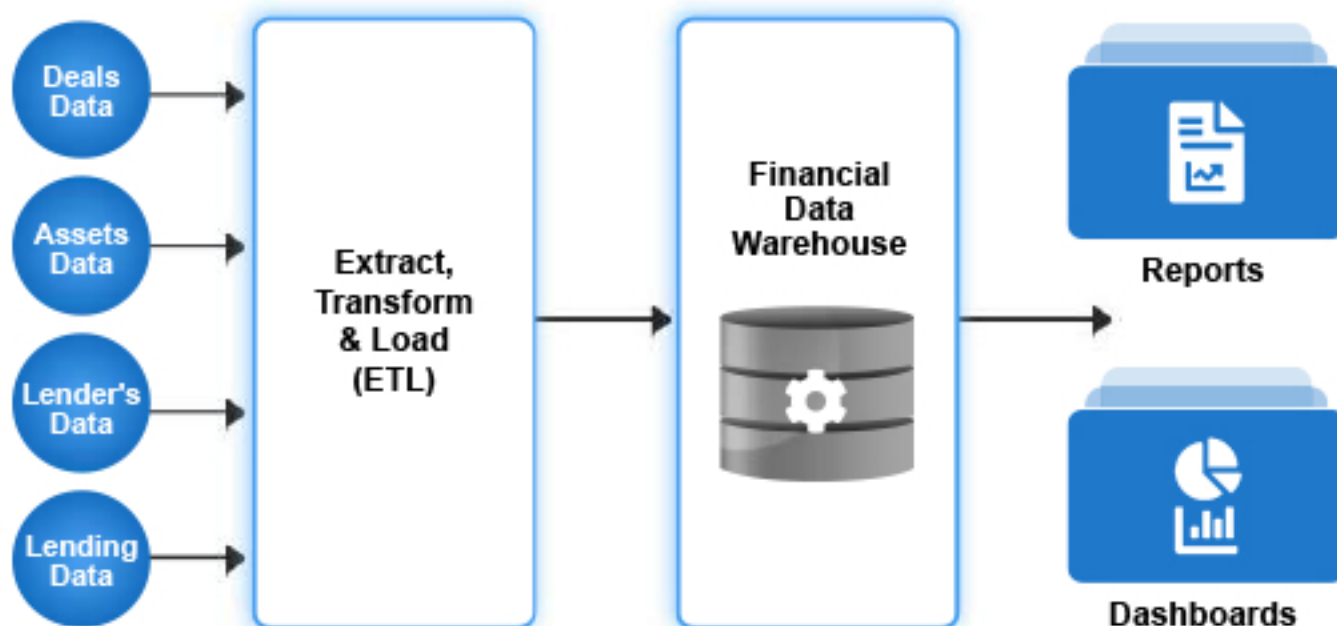 Deals
Data
Assets
Data
Lender's
Data
Lending
Data
Extract,
Transform
& Load
(ETL)
Financial
Data
Warehouse
Reports
Dashboards